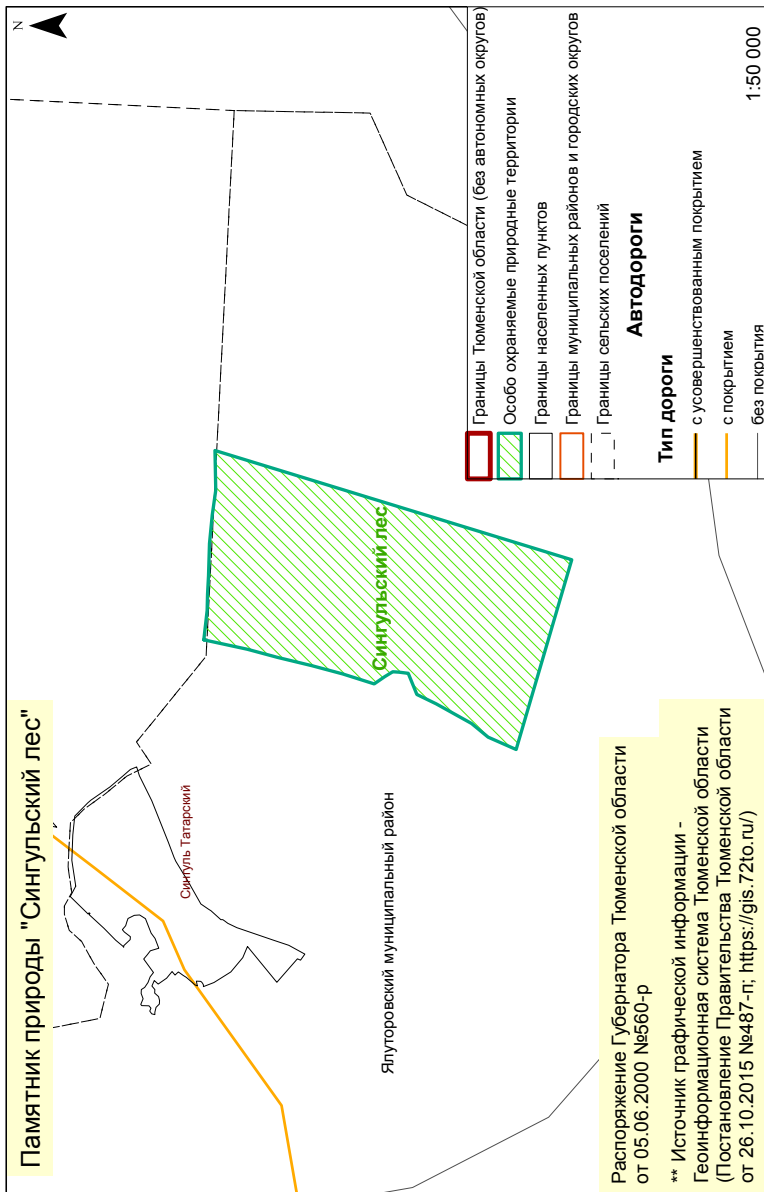 Памятник природы "Сингульский лес"
N
Сингуль Татарский
Сингульский лес
Ялуторовский муниципальный район
Распоряжение Губернатора Тюменской области
от 05.06.2000 №560-р
** Источник графической информации -
Геоинформационная система Тюменской области
(Постановление Правительства Тюменской области
от 26.10.2015 №487-п; https://gis.72to.ru/)
Границы Тюменской области (без автономных округов)
Особо охраняемые природные территории
Границы населенных пунктов
Границы муниципальных районов и городских округов
Границы сельских поселений
Автодороги
Тип дороги
с усовершенствованным покрытием
с покрытием
без покрытия
1:50 000